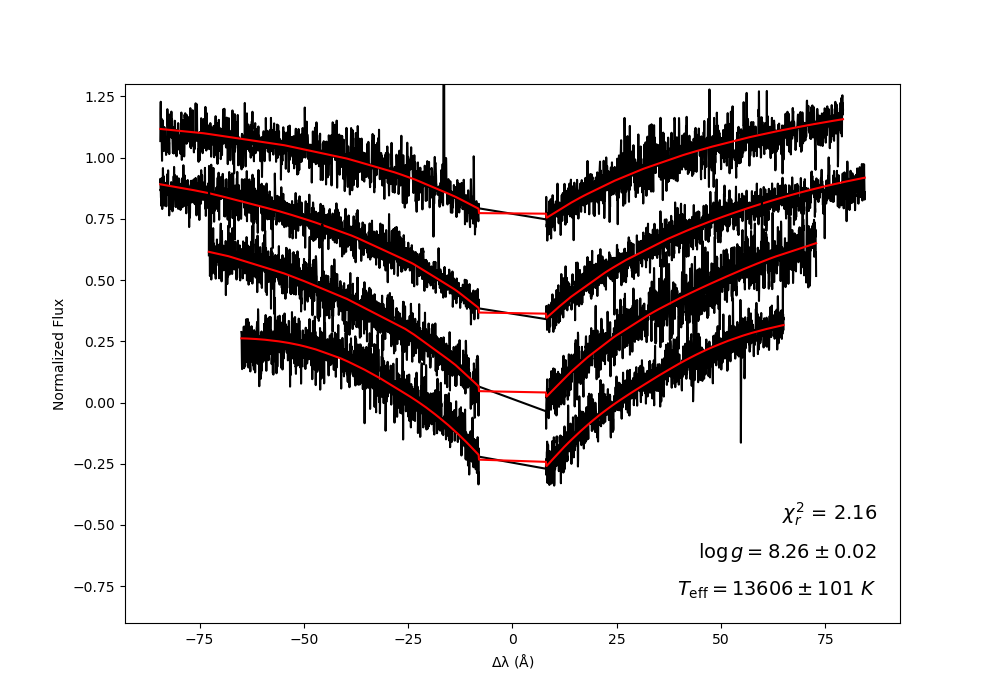 1.25
1.00
0.75
0.50
0.25
0.00
−0.25
−0.50
−0.75
Normalized Flux
χ²ᵣ = 2.16
log g = 8.26 ± 0.02
T_eff = 13606 ± 101 K
−75 −50 −25 0 25 50 75
Δλ (Å)